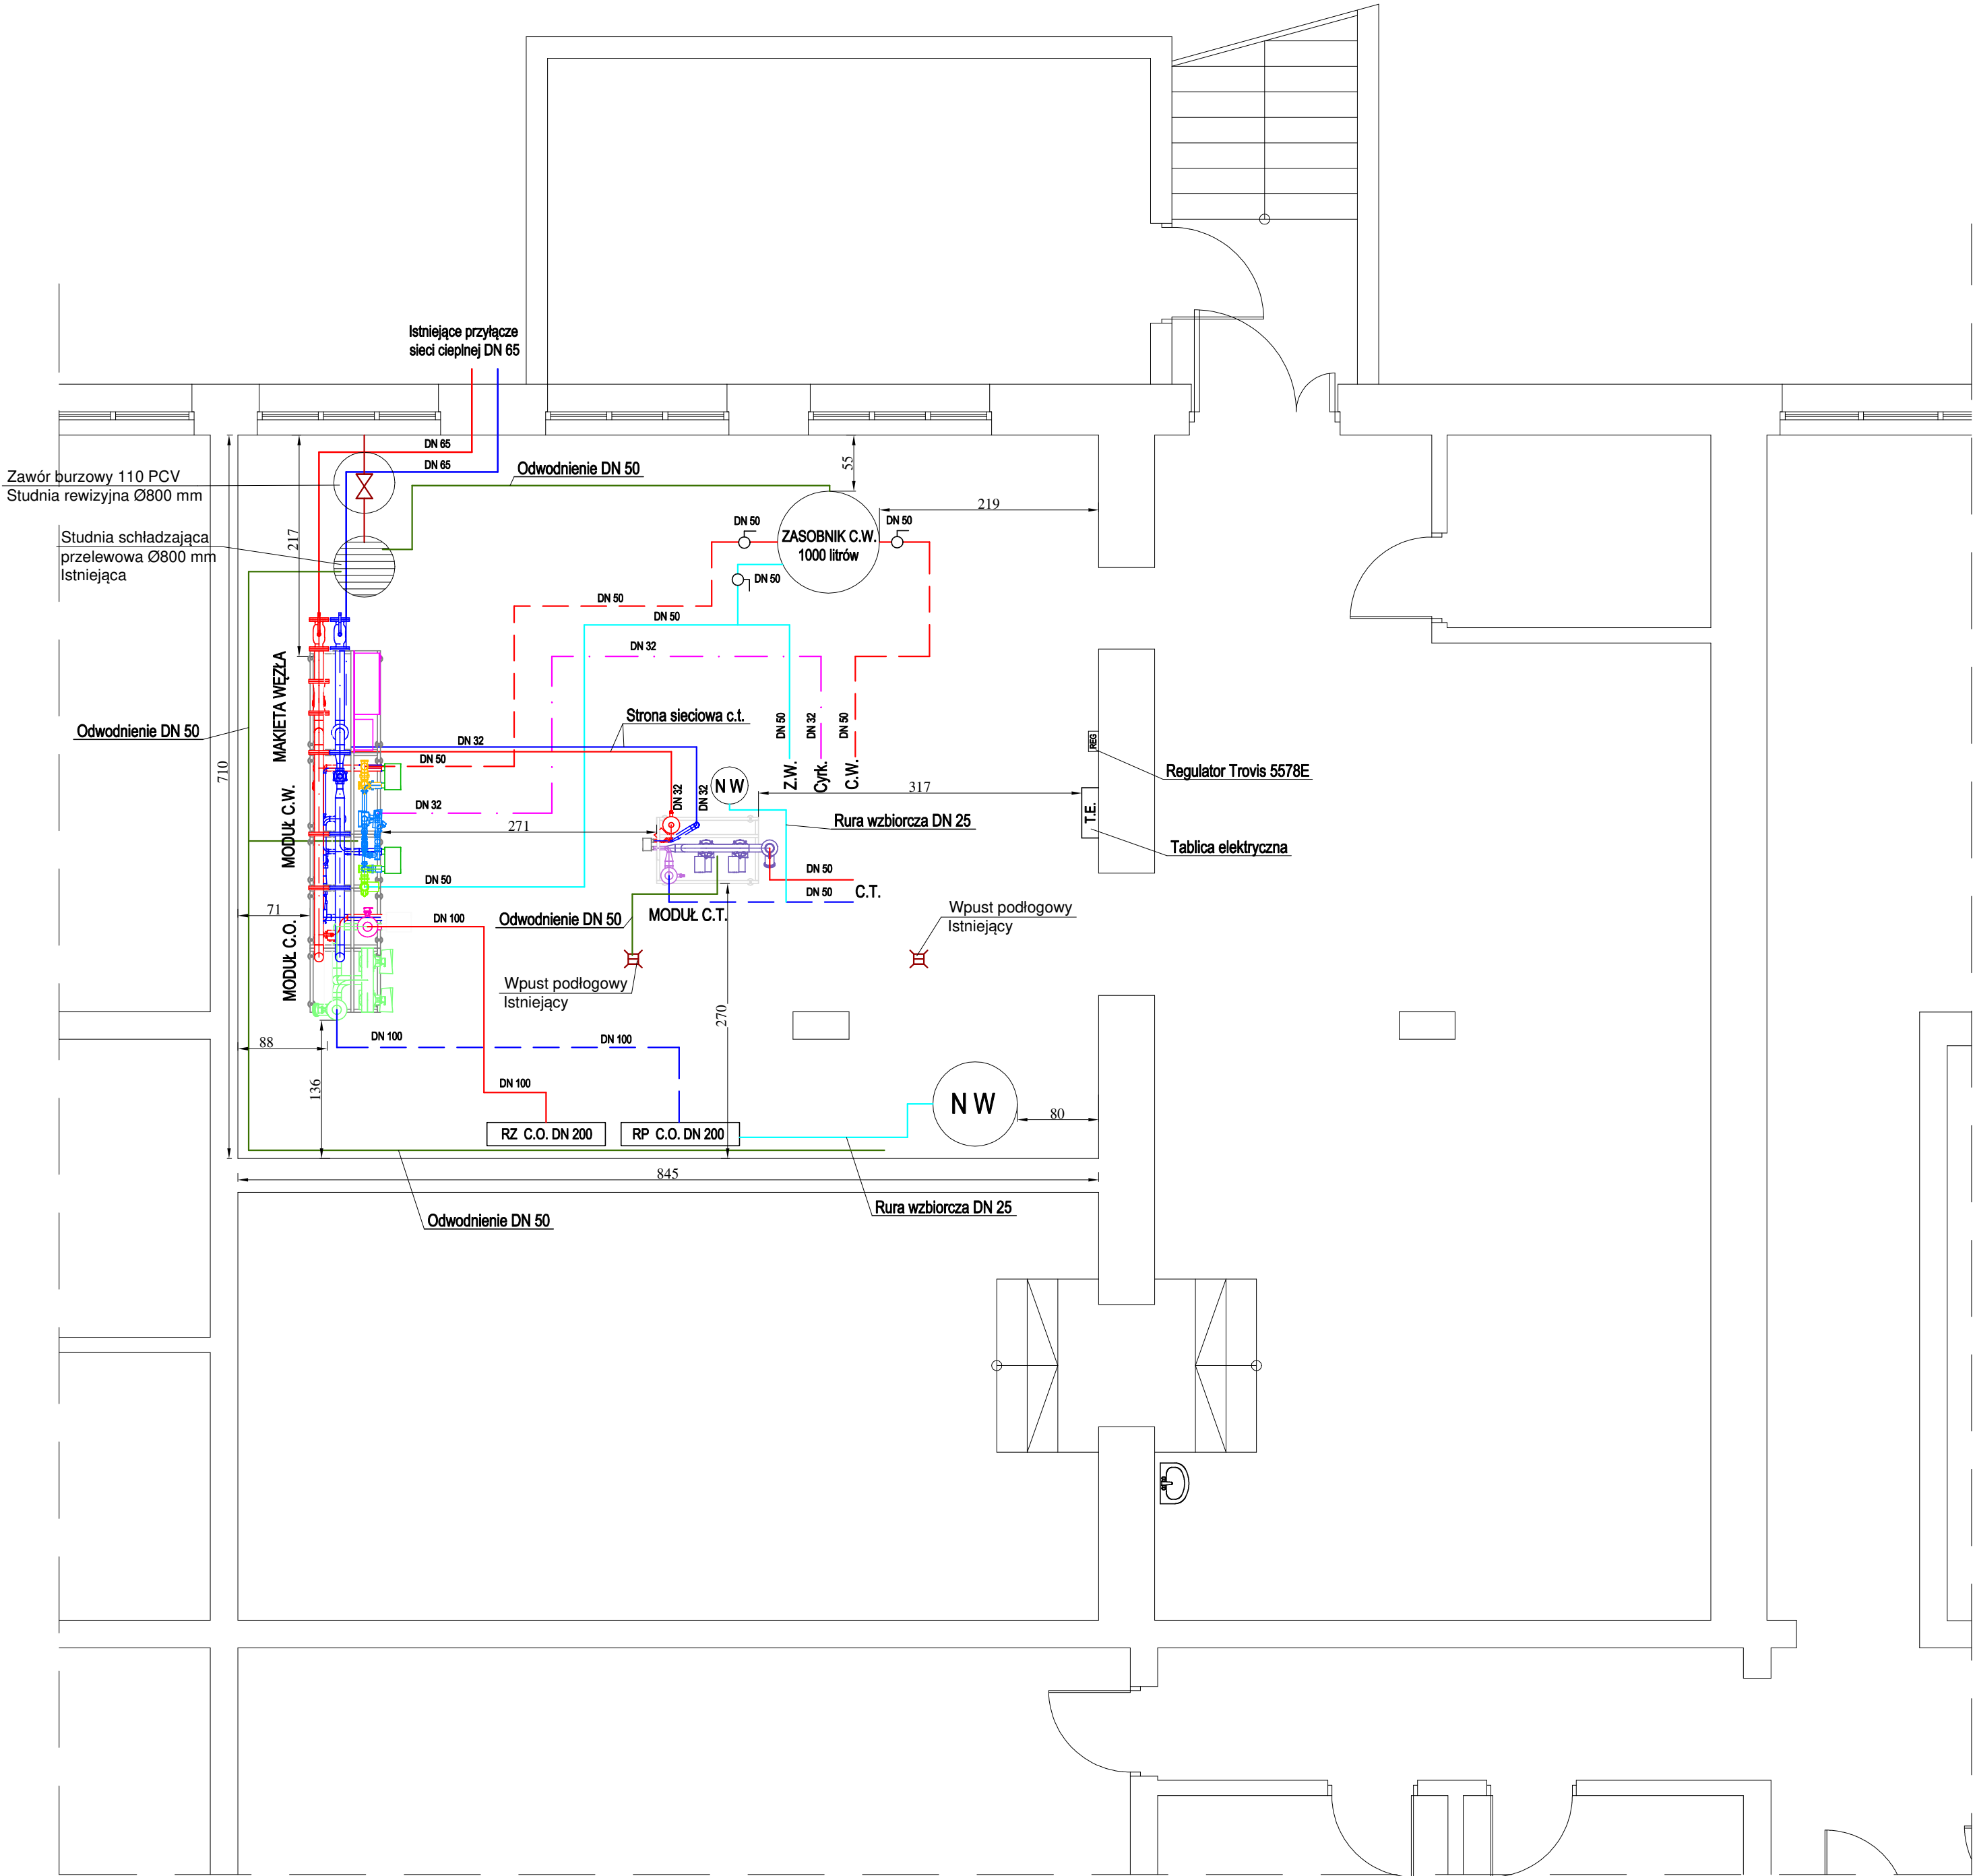 Istniejące przyłącze
sieci cieplnej DN 65
DN 65
DN 65
Zawór burzowy 110 PCV
Studnia rewizyjna Ø800 mm
Odwodnienie DN 50
55
219
217
Studnia schładzająca
przelewowa Ø800 mm
Istniejąca
DN 50
DN 50
ZASOBNIK C.W.
1000 litrów
DN 50
DN 50
DN 50
DN 32
MAKIETA WĘZŁA
Strona sieciowa c.t.
Odwodnienie DN 50
710
DN 32
DN 50
DN 50
DN 32
DN 50
Z.W.
Cyrk.
C.W.
REG
Regulator Trovis 5578E
MODUŁ C.W.
DN 32
DN 32
DN 32
N W
317
T.E.
271
Rura wzbiorcza DN 25
Tablica elektryczna
DN 50
DN 50
DN 50
C.T.
71
DN 100
Odwodnienie DN 50
MODUŁ C.T.
Wpust podłogowy
Istniejący
MODUŁ C.O.
Wpust podłogowy
Istniejący
270
88
DN 100
DN 100
136
DN 100
N W
80
RZ C.O. DN 200
RP C.O. DN 200
845
Rura wzbiorcza DN 25
Odwodnienie DN 50